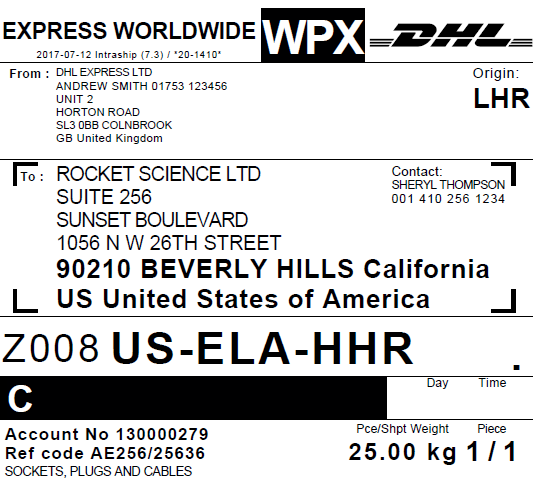 EXPRESS WORLDWIDE WPX DHL
2017-07-12 Intraship (7.3) / *20-1410*
From : DHL EXPRESS LTD
ANDREW SMITH 01753 123456
UNIT 2
HORTON ROAD
SL3 0BB COLNBROOK
GB United Kingdom
Origin:
LHR
To : ROCKET SCIENCE LTD
SUITE 256
SUNSET BOULEVARD
1056 N W 26TH STREET
90210 BEVERLY HILLS California
US United States of America
Contact:
SHERYL THOMPSON
001 410 256 1234
Z008 US-ELA-HHR .
C
Day Time
Account No 130000279
Ref code AE256/25636
SOCKETS, PLUGS AND CABLES
Pce/Shpt Weight Piece
25.00 kg 1 / 1